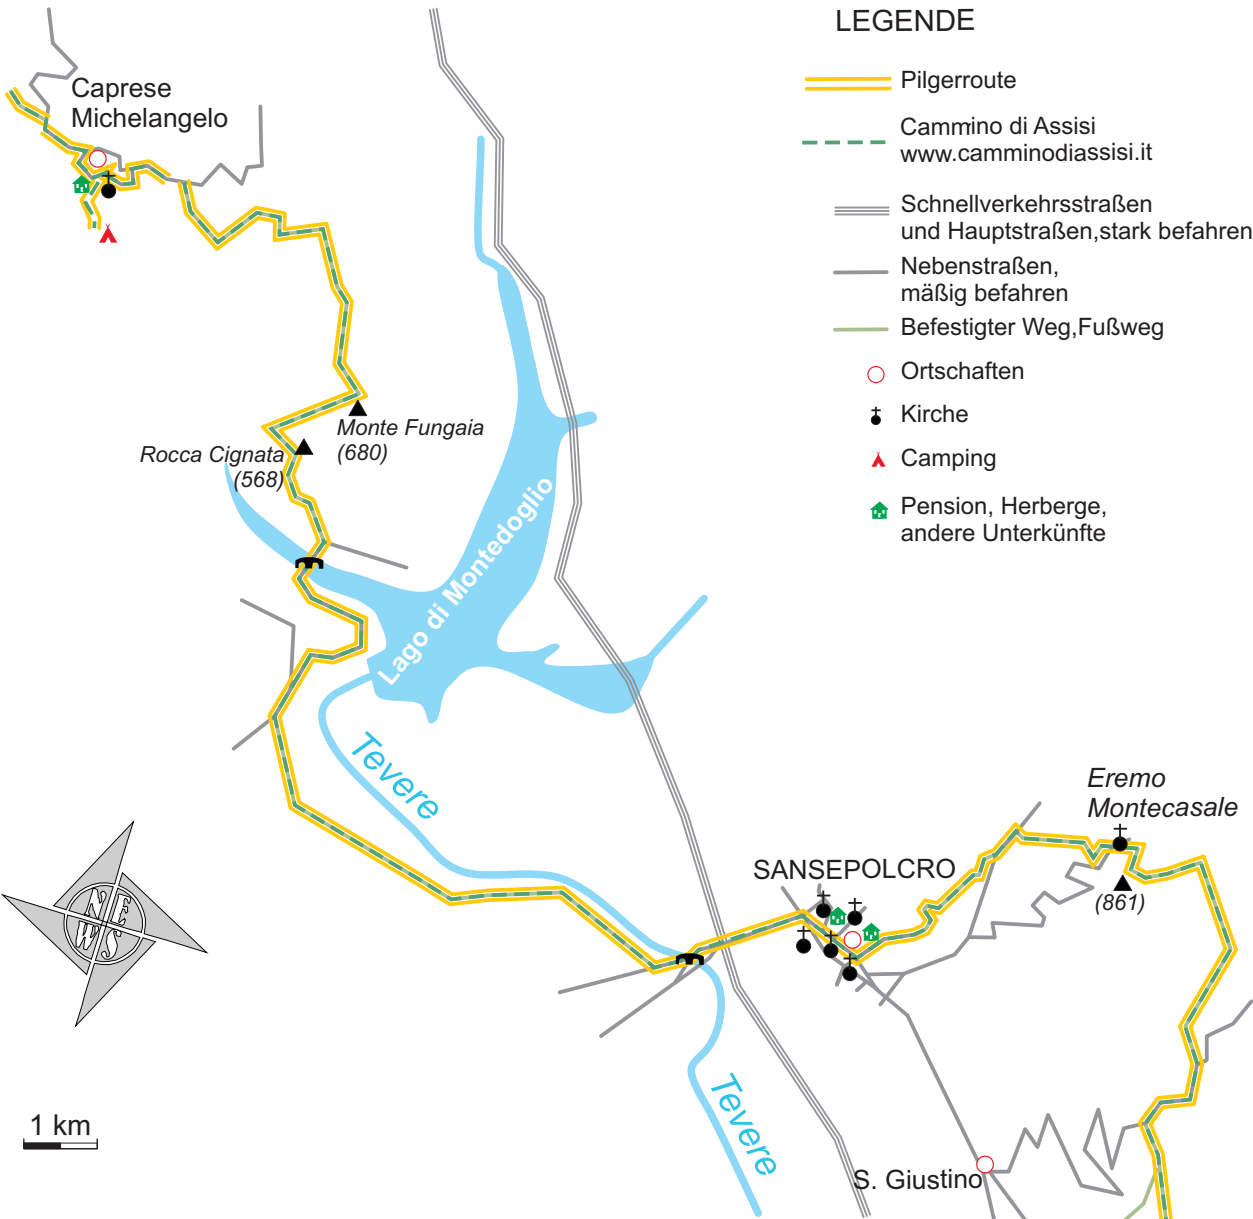 LEGENDE
Pilgerroute
Cammino di Assisi
www.camminodiassisi.it
Schnellverkehrsstraßen
und Hauptstraßen,stark befahren
Nebenstraßen,
mäßig befahren
Befestigter Weg,Fußweg
Ortschaften
Kirche
Camping
Pension, Herberge,
andere Unterkünfte
Caprese
Michelangelo
Monte Fungaia
(680)
Rocca Cignata
(568)
Lago di Montedoglio
Tevere
Eremo
Montecasale
(861)
SANSEPOLCRO
N
E
W
S
1 km
Tevere
S. Giustino